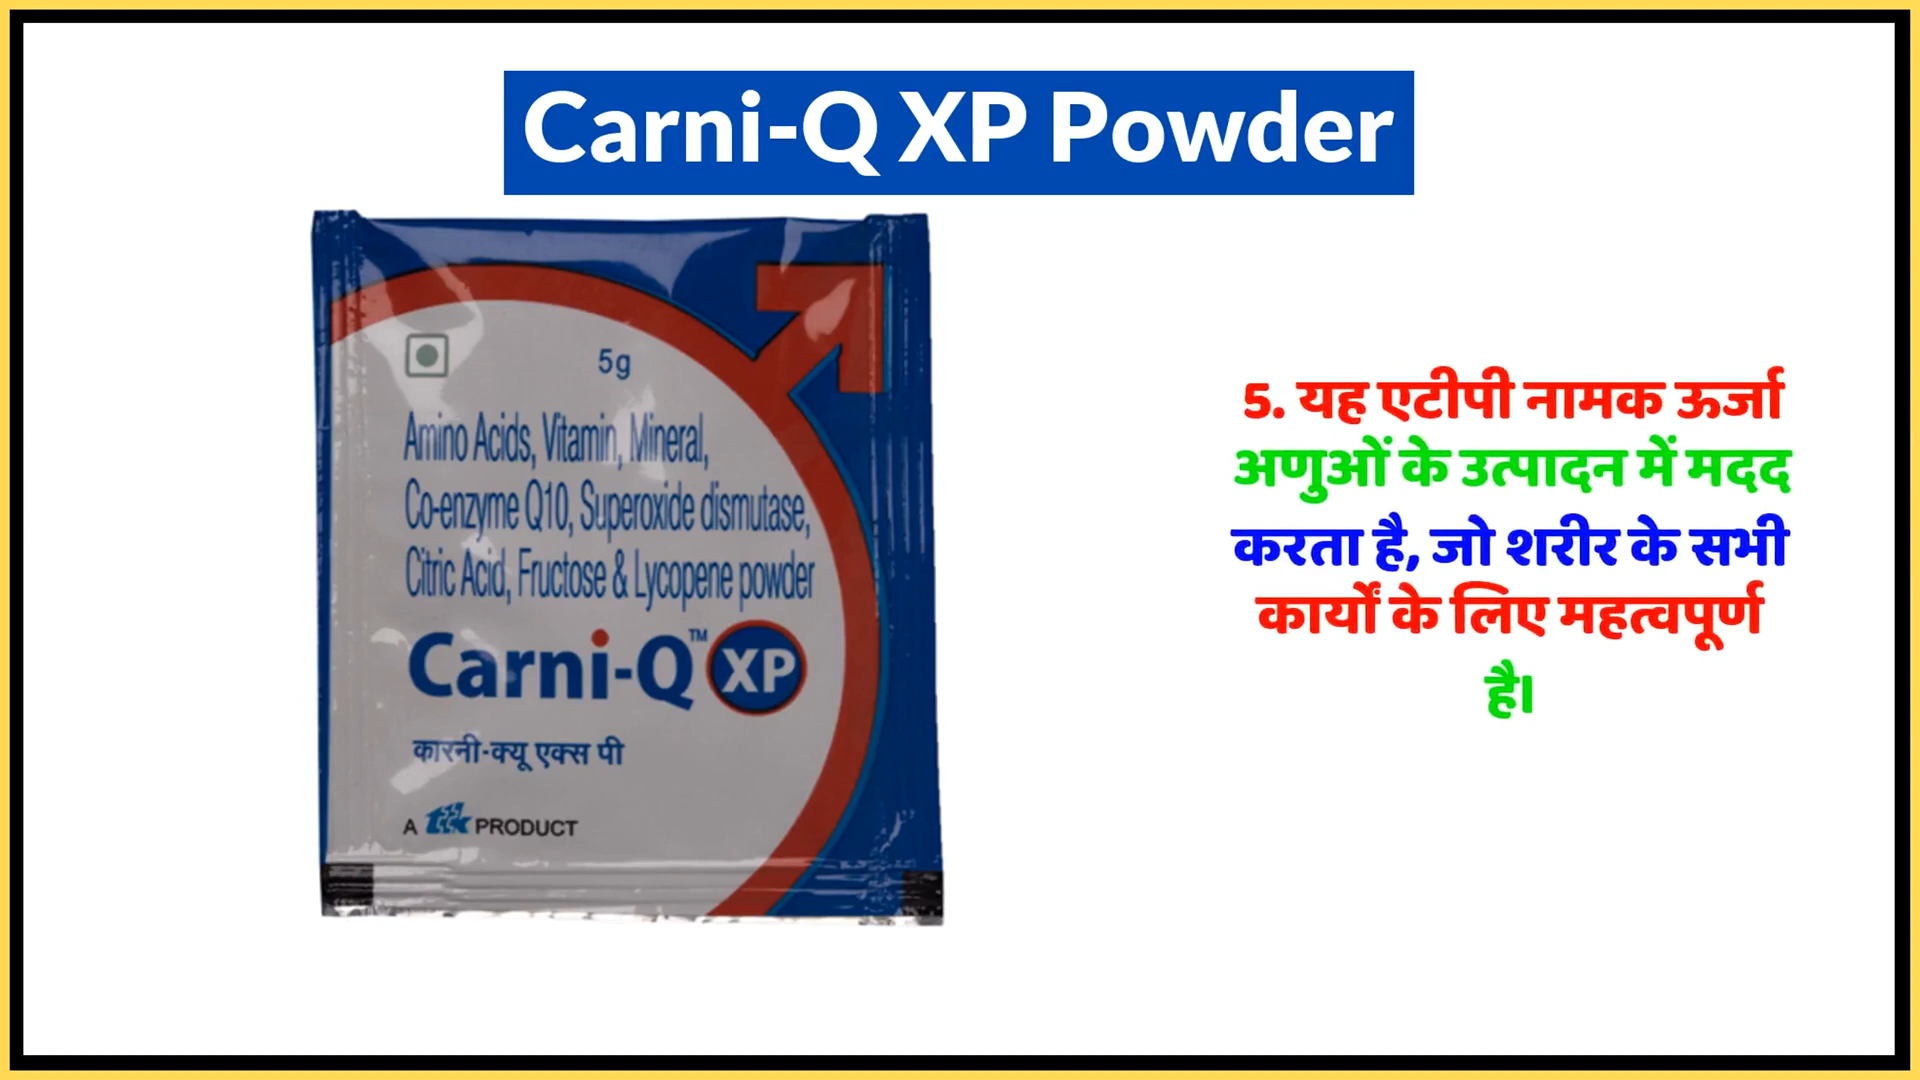 Carni-Q XP Powder
5g
Amino Acids, Vitamin, Mineral,
Co-enzyme Q10, Superoxide dismutase,
Citric Acid, Fructose & Lycopene powder
Carni-Q™ XP
कारनी-क्यू एक्स पी
A ttk PRODUCT
5. यह एटीपी नामक ऊर्जा
अणुओं के उत्पादन में मदद
करता है, जो शरीर के सभी
कार्यों के लिए महत्वपूर्ण
है।